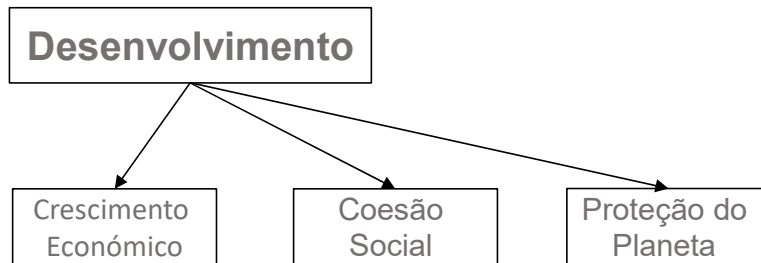 Desenvolvimento
Crescimento
Económico
Coesão
Social
Proteção do
Planeta